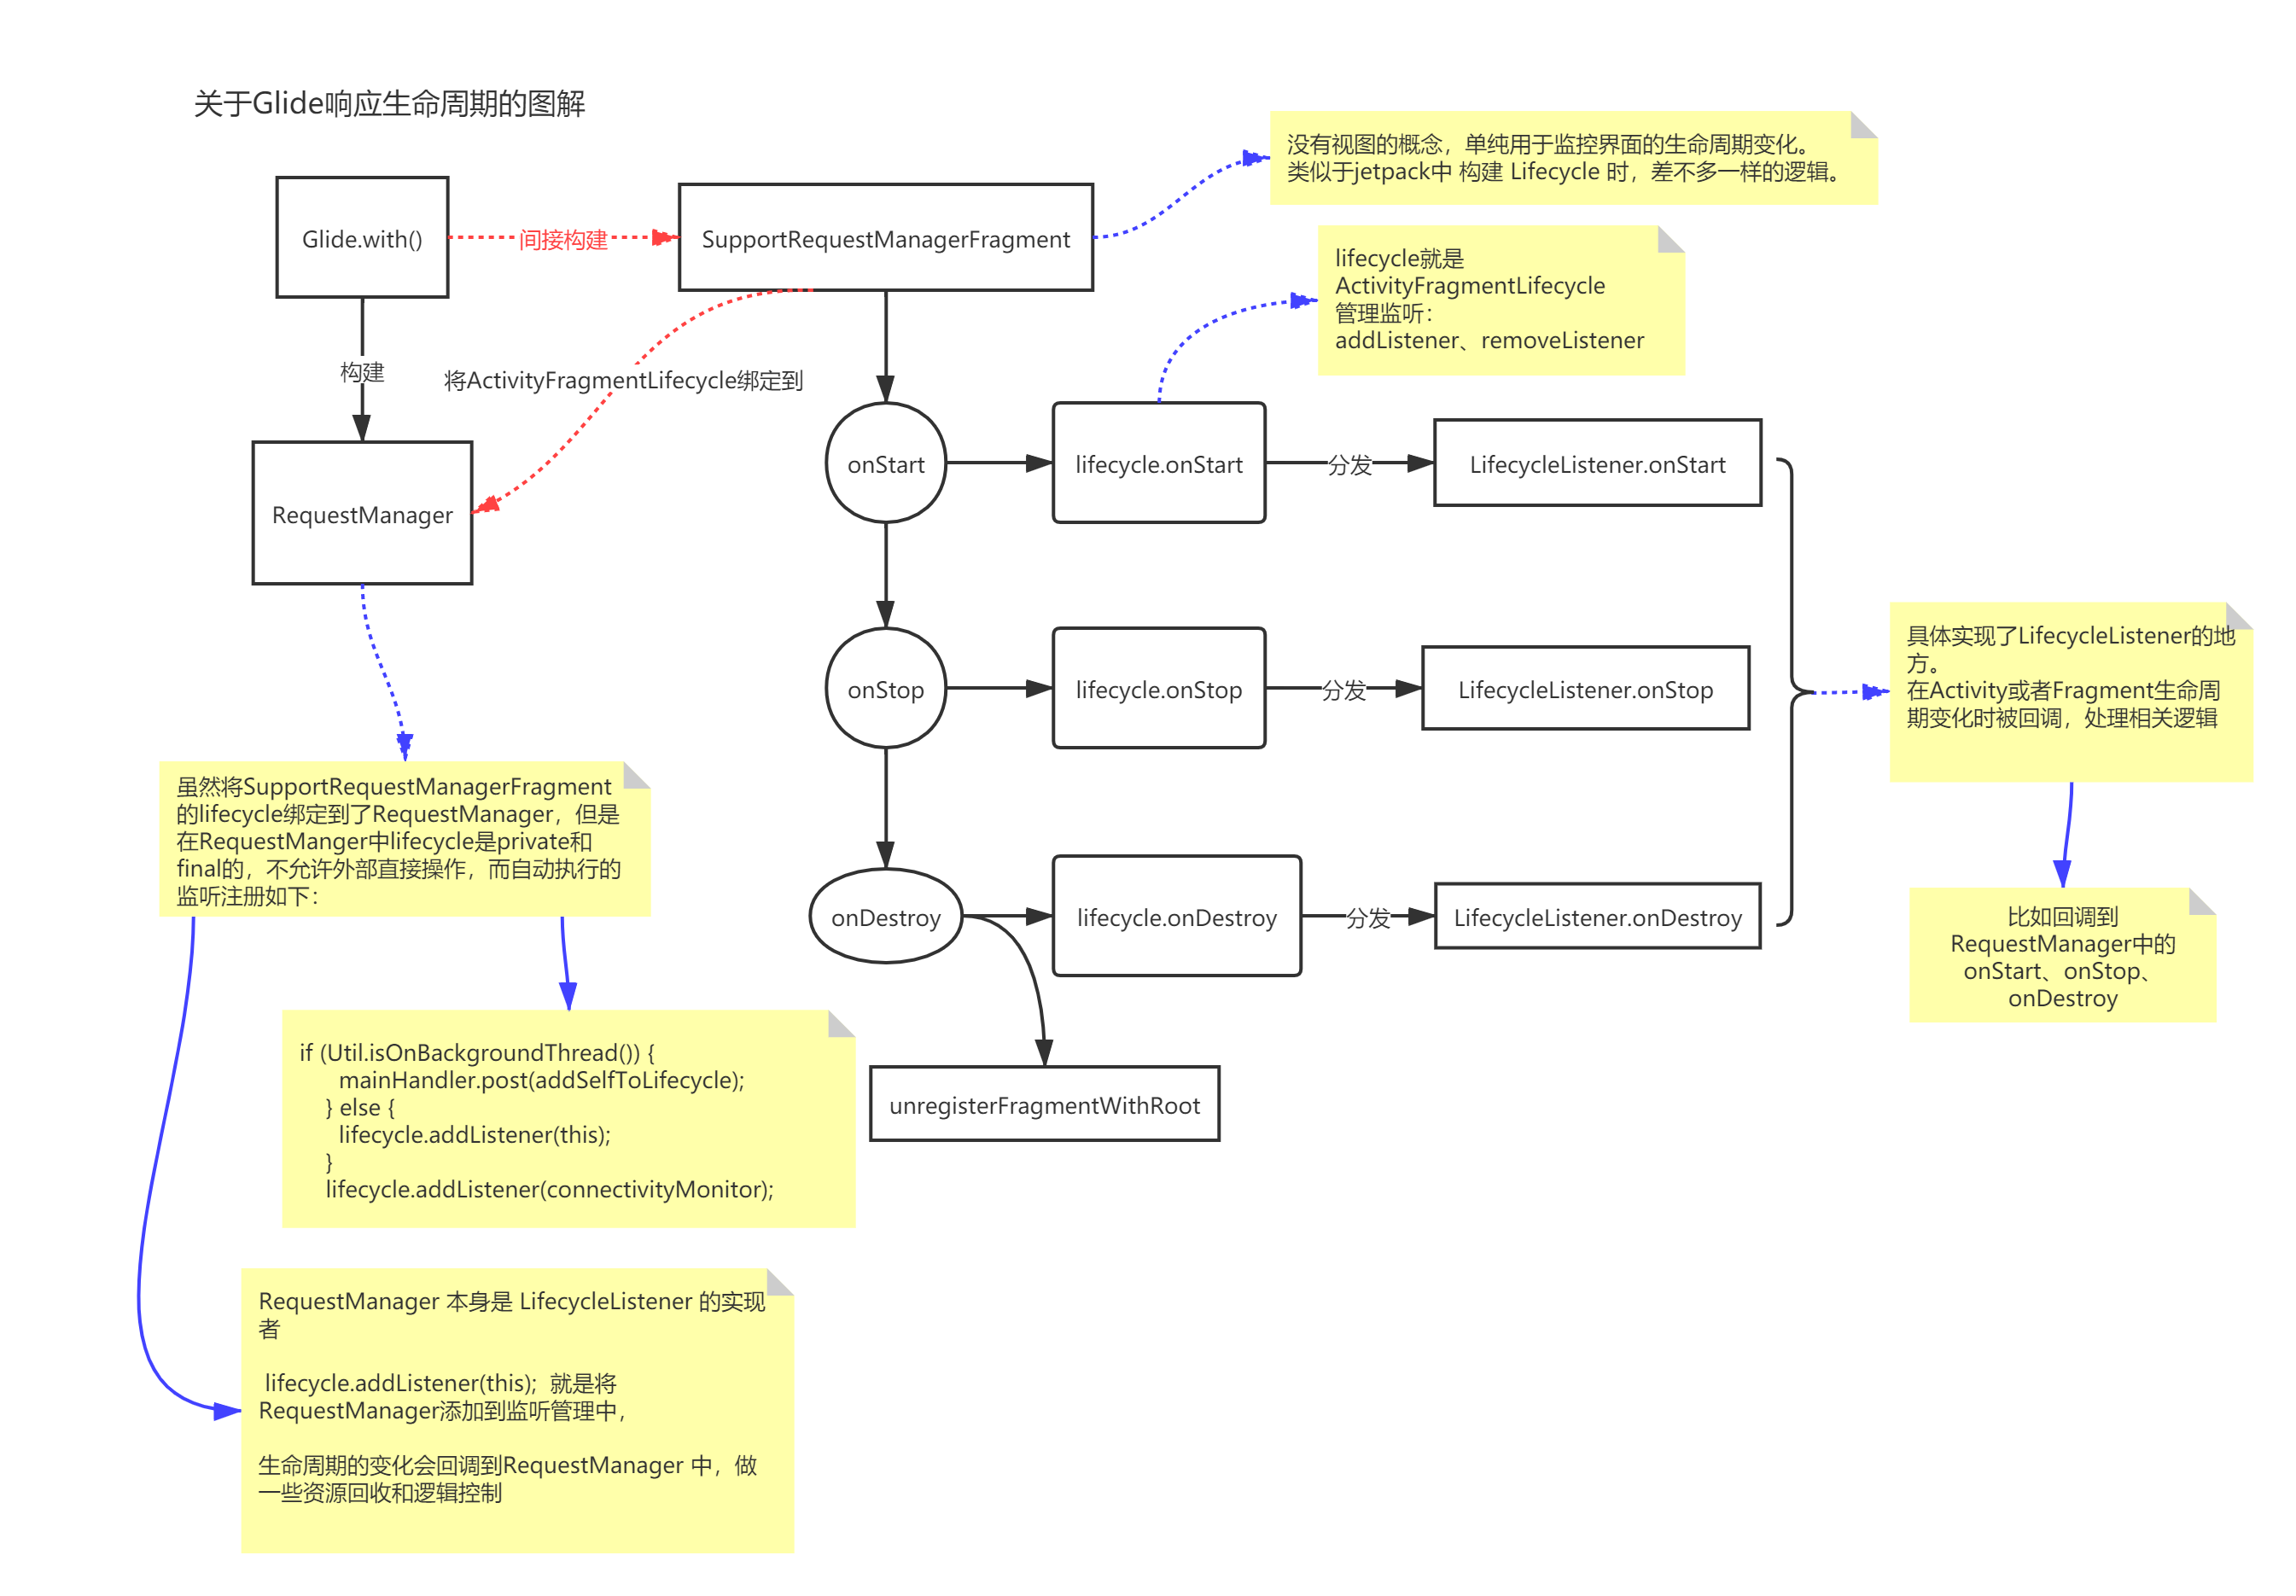 关于Glide响应生命周期的图解
没有视图的概念，单纯用于监控界面的生命周期变化。
类似于jetpack中 构建 Lifecycle 时，差不多一样的逻辑。
Glide.with()
间接构建
SupportRequestManagerFragment
lifecycle就是
ActivityFragmentLifecycle
管理监听：
addListener、removeListener
构建
将ActivityFragmentLifecycle绑定到
RequestManager
onStart
lifecycle.onStart
分发
LifecycleListener.onStart
onStop
lifecycle.onStop
分发
LifecycleListener.onStop
具体实现了LifecycleListener的地
方。
在Activity或者Fragment生命周
期变化时被回调，处理相关逻辑
虽然将SupportRequestManagerFragment
的lifecycle绑定到了RequestManager，但是
在RequestManger中lifecycle是private和
final的，不允许外部直接操作，而自动执行的
监听注册如下：
onDestroy
lifecycle.onDestroy
分发
LifecycleListener.onDestroy
比如回调到
RequestManager中的
onStart、onStop、
onDestroy
if (Util.isOnBackgroundThread()) {
mainHandler.post(addSelfToLifecycle);
} else {
lifecycle.addListener(this);
}
lifecycle.addListener(connectivityMonitor);
unregisterFragmentWithRoot
RequestManager 本身是 LifecycleListener 的实现
者
lifecycle.addListener(this);  就是将
RequestManager添加到监听管理中，
生命周期的变化会回调到RequestManager 中，做
一些资源回收和逻辑控制